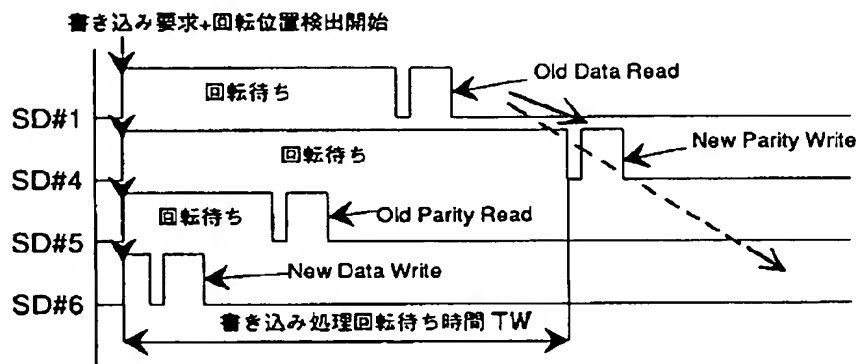 書き込み要求+回転位置検出開始
回転待ち
Old Data Read
SD#1
回転待ち
New Parity Write
SD#4
回転待ち
Old Parity Read
SD#5
New Data Write
SD#6
書き込み処理回転待ち時間 TW